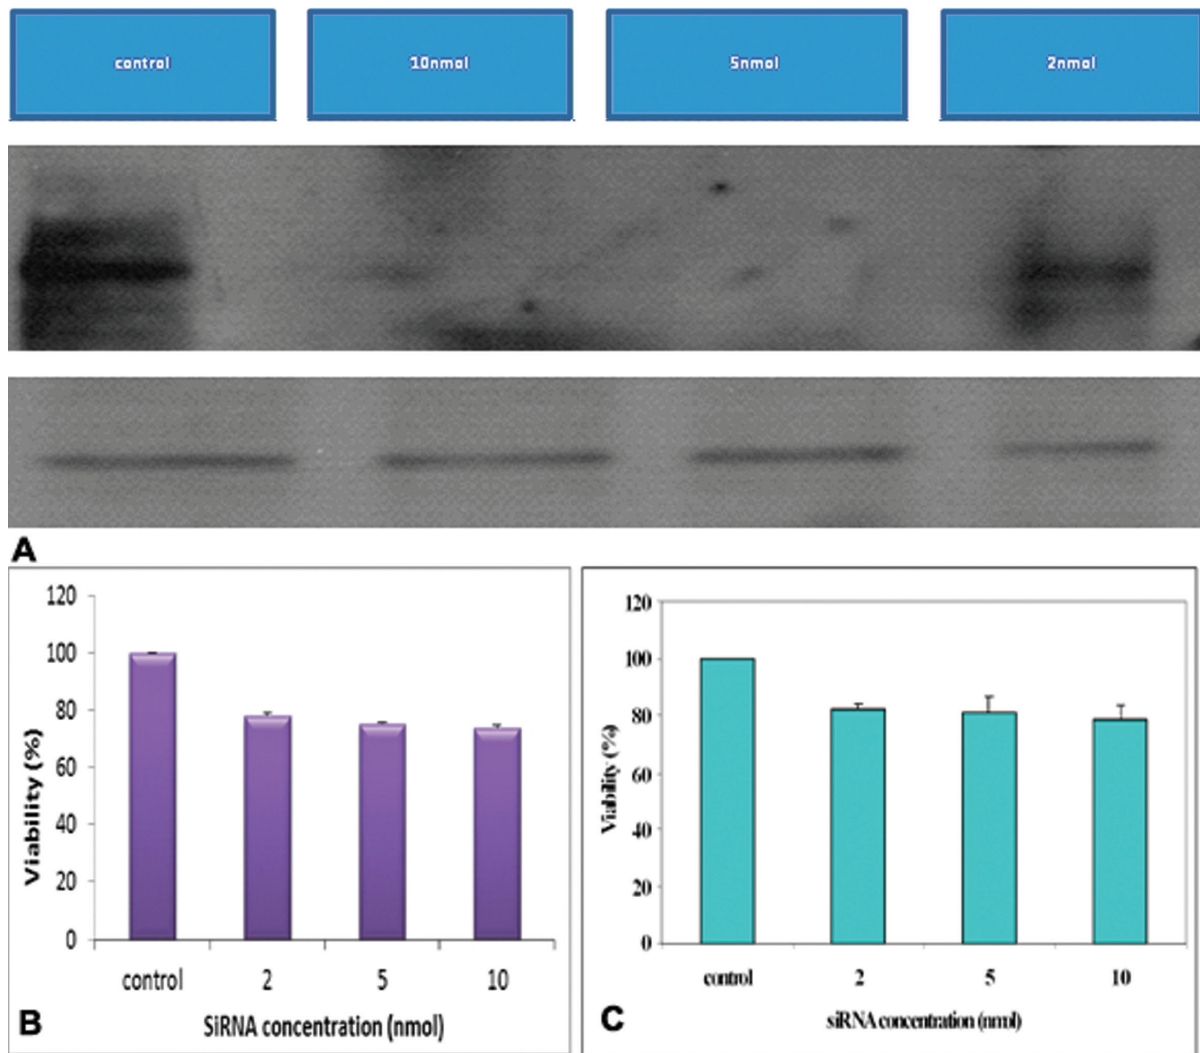 control 10nmol 5nmol 2nmol
A
120
100
80
60
40
20
0
Viability (%)
control 2 5 10
SiRNA concentration (nmol)
B
120
100
80
60
40
20
0
Viability (%)
control 2 5 10
siRNA concentration (nmol)
C